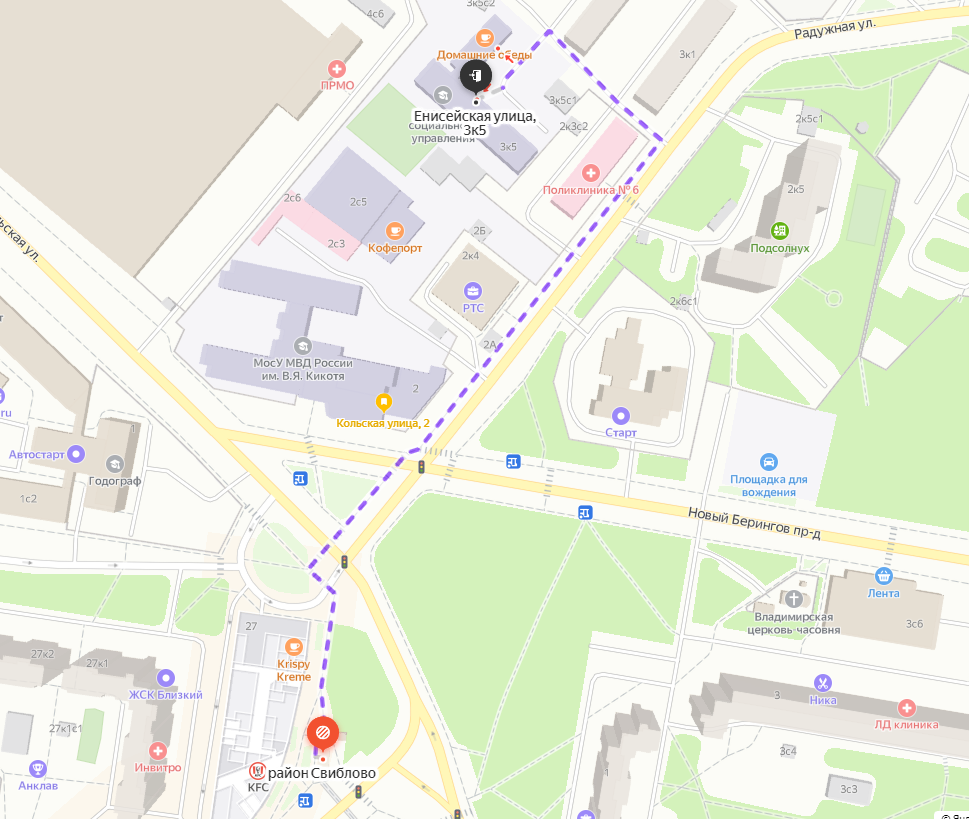 4с6
3к5с2
Радужная ул.
Домашние обеды
3к1
ПРМО
3к5с1
Енисейская улица,
3к5
2к3с2
2к5с1
управления
3к5
Поликлиника № 6
2к5
2с6
2с5
Подсолнух
2Б
2с3
Кофепорт
2к4
2к6с1
РТС
2А
МосУ МВД России
им. В.Я. Кикотя
2
Кольская улица, 2
Старт
ru
1
Автостарт
Годограф
1с2
Площадка для
вождения
Новый Берингов пр-д
Лента
Владимирская
церковь-часовня
3с6
27
27к2
27к1
Krispy
Kreme
ЖСК Близкий
Ника
3
ЛД клиника
27к1с1
Инвитро
3с4
район Свиблово
KFC
Анклав
3с3